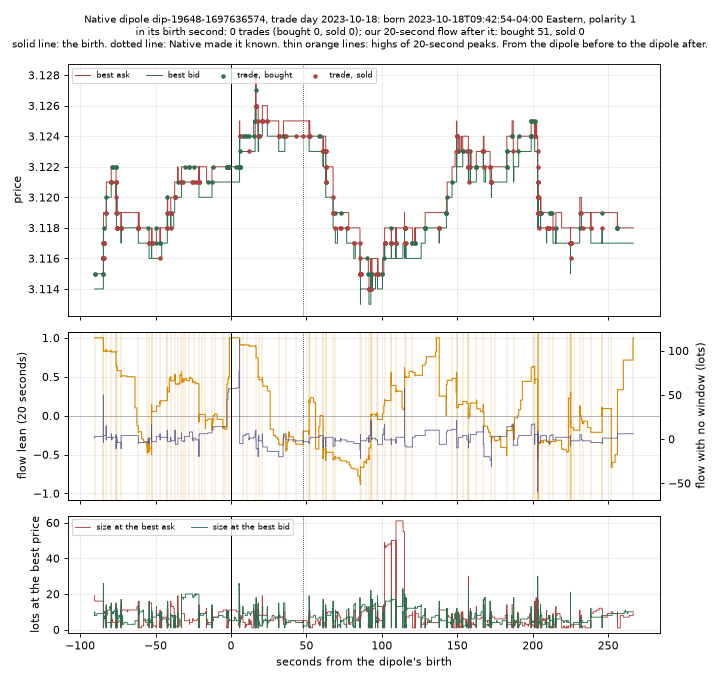 Native dipole dip-19648-1697636574, trade day 2023-10-18: born 2023-10-18T09:42:54-04:00 Eastern, polarity 1
in its birth second: 0 trades (bought 0, sold 0); our 20-second flow after it: bought 51, sold 0
solid line: the birth. dotted line: Native made it known. thin orange lines: highs of 20-second peaks. From the dipole before to the dipole after.
best ask
best bid
trade, bought
trade, sold
price
3.128
3.126
3.124
3.122
3.120
3.118
3.116
3.114
flow lean (20 seconds)
1.0
0.5
0.0
−0.5
−1.0
100
50
0
−50
flow with no window (lots)
size at the best ask
size at the best bid
lots at the best price
60
40
20
0
−100
−50
0
50
100
150
200
250
seconds from the dipole's birth